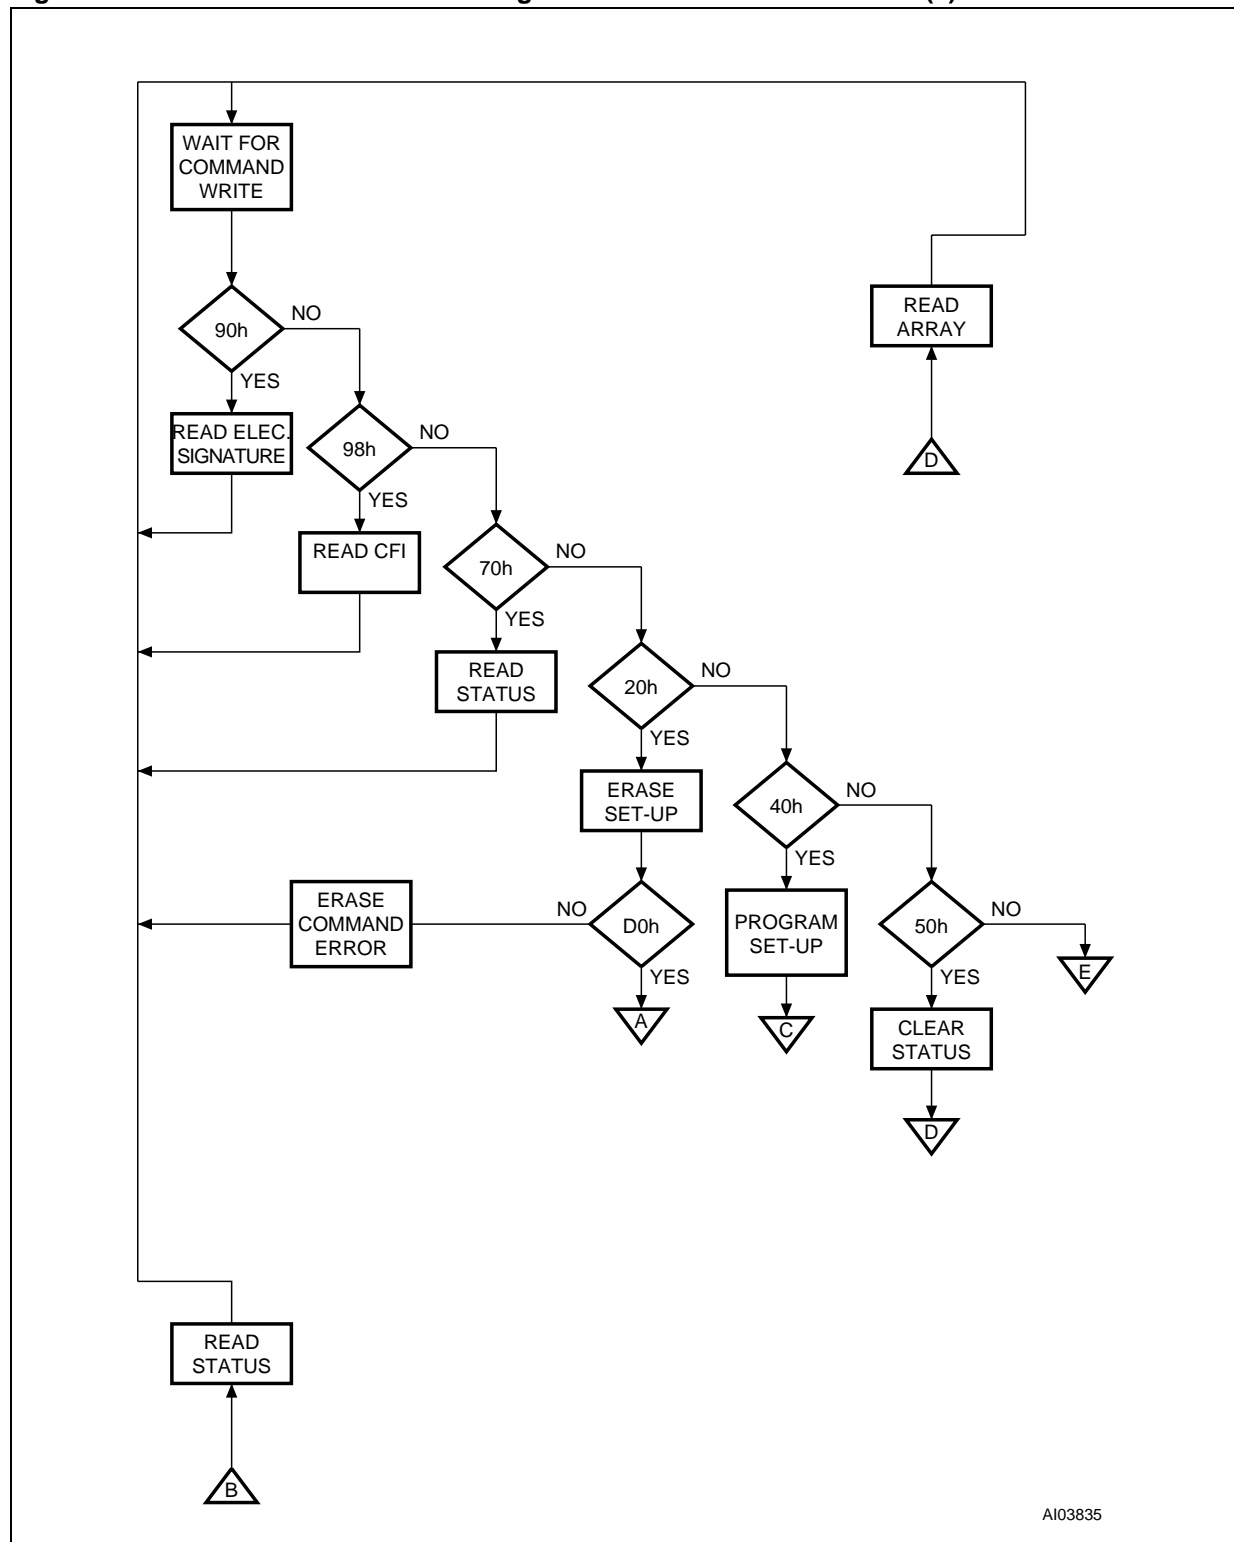 WAIT FOR
COMMAND
WRITE
90h
NO
YES
READ ELEC.
SIGNATURE
READ
ARRAY
D
98h
NO
YES
READ CFI
70h
NO
YES
READ
STATUS
20h
NO
YES
ERASE
SET-UP
40h
NO
YES
ERASE
COMMAND
ERROR
NO
D0h
YES
A
PROGRAM
SET-UP
C
50h
NO
YES
E
CLEAR
STATUS
D
READ
STATUS
B
AI03835